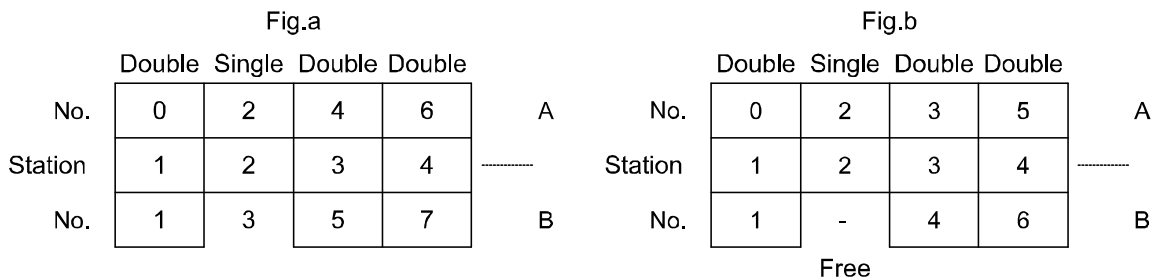 Fig.a
Double Single Double Double
No. 0 2 4 6 A
Station 1 2 3 4
No. 1 3 5 7 B
Fig.b
Double Single Double Double
No. 0 2 3 5 A
Station 1 2 3 4
No. 1 - 4 6 B
Free